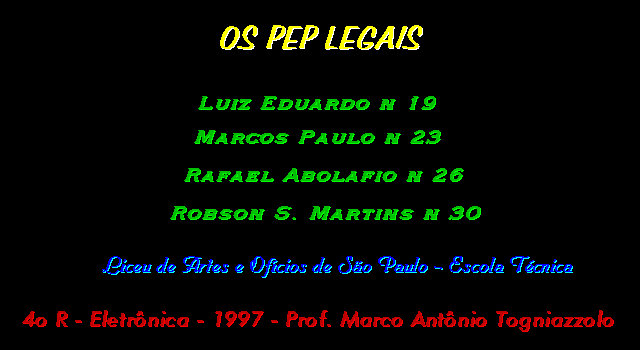 OS PEP LEGAIS
Luiz Eduardo n 19
Marcos Paulo n 23
Rafael Abolafio n 26
Robson S. Martins n 30
Liceu de Artes e Ofícios de São Paulo - Escola Técnica
4o R - Eletrônica - 1997 - Prof. Marco Antônio Togniazzolo